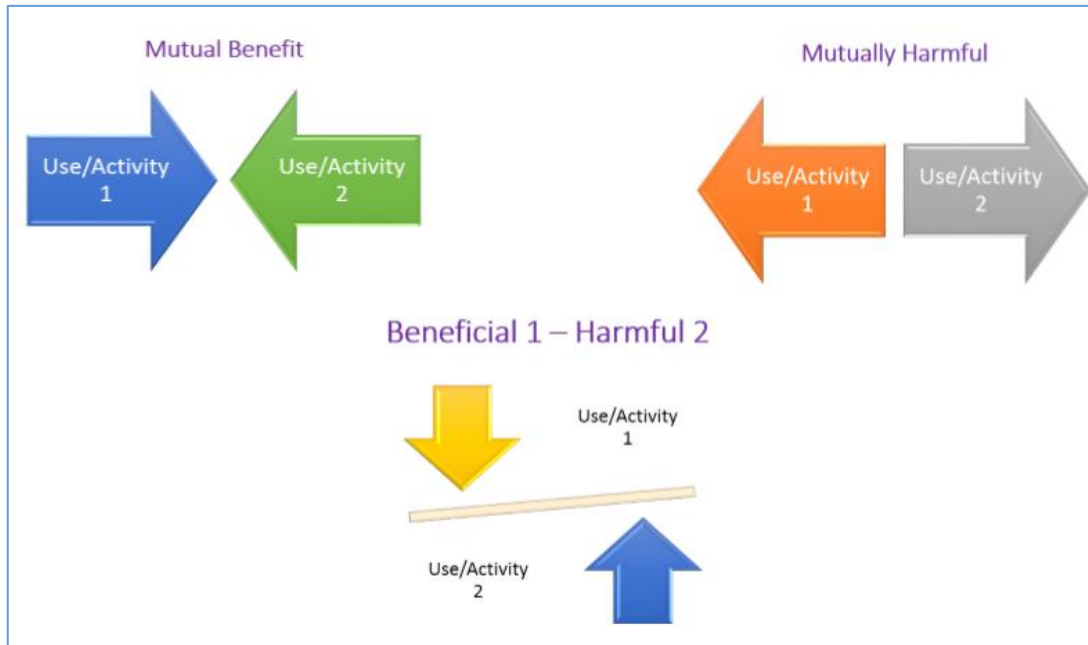 Mutual Benefit
Mutually Harmful
Use/Activity
1
Use/Activity
2
Use/Activity
1
Use/Activity
2
Beneficial 1 – Harmful 2
Use/Activity
1
Use/Activity
2